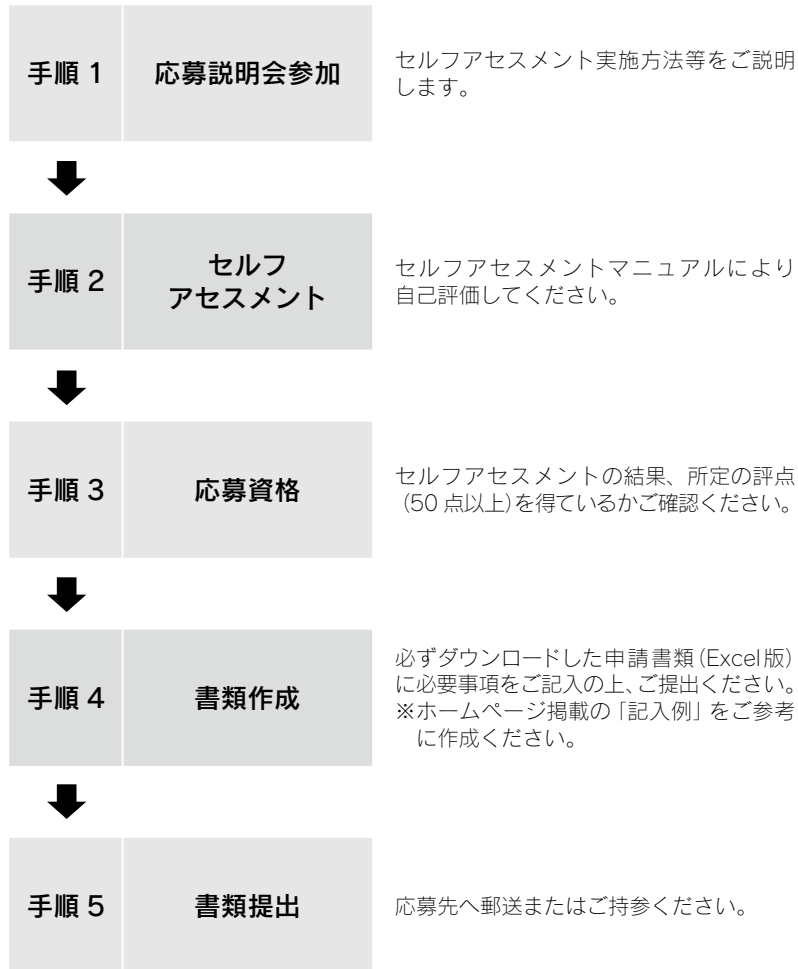 手順 1
応募説明会参加
セルフアセスメント実施方法等をご説明
します。
手順 2
セルフ
アセスメント
セルフアセスメントマニュアルにより
自己評価してください。
手順 3
応募資格
セルフアセスメントの結果、所定の評点
(50 点以上)を得ているかご確認ください。
手順 4
書類作成
必ずダウンロードした申請書類(Excel版)
に必要事項をご記入の上、ご提出ください。
※ホームページ掲載の「記入例」をご参考
に作成ください。
手順 5
書類提出
応募先へ郵送またはご持参ください。